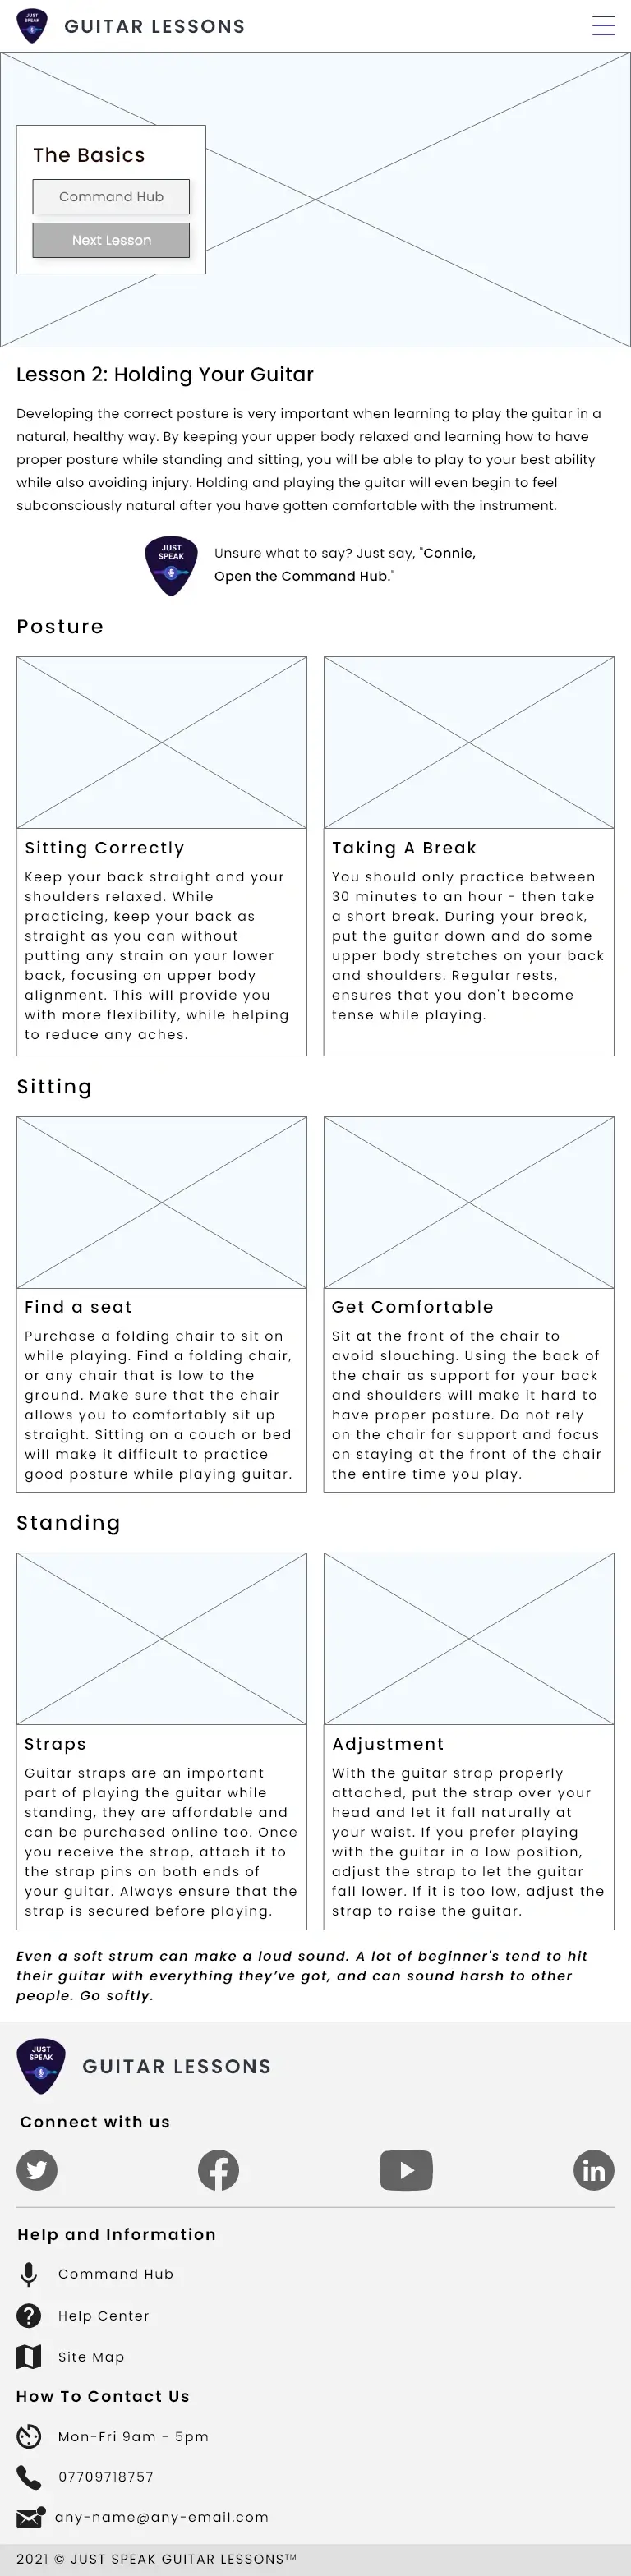 JUST
SPEAK
GUITAR LESSONS
The Basics
Command Hub
Next Lesson
Lesson 2: Holding Your Guitar
Developing the correct posture is very important when learning to play the guitar in a
natural, healthy way. By keeping your upper body relaxed and learning how to have
proper posture while standing and sitting, you will be able to play to your best ability
while also avoiding injury. Holding and playing the guitar will even begin to feel
subconsciously natural after you have gotten comfortable with the instrument.
JUST
SPEAK
Unsure what to say? Just say, "Connie,
Open the Command Hub."
Posture
Sitting Correctly
Keep your back straight and your
shoulders relaxed. While
practicing, keep your back as
straight as you can without
putting any strain on your lower
back, focusing on upper body
alignment. This will provide you
with more flexibility, while helping
to reduce any aches.
Taking A Break
You should only practice between
30 minutes to an hour - then take
a short break. During your break,
put the guitar down and do some
upper body stretches on your back
and shoulders. Regular rests,
ensures that you don't become
tense while playing.
Sitting
Find a seat
Purchase a folding chair to sit on
while playing. Find a folding chair,
or any chair that is low to the
ground. Make sure that the chair
allows you to comfortably sit up
straight. Sitting on a couch or bed
will make it difficult to practice
good posture while playing guitar.
Get Comfortable
Sit at the front of the chair to
avoid slouching. Using the back of
the chair as support for your back
and shoulders will make it hard to
have proper posture. Do not rely
on the chair for support and focus
on staying at the front of the chair
the entire time you play.
Standing
Straps
Guitar straps are an important
part of playing the guitar while
standing, they are affordable and
can be purchased online too. Once
you receive the strap, attach it to
the strap pins on both ends of
your guitar. Always ensure that the
strap is secured before playing.
Adjustment
With the guitar strap properly
attached, put the strap over your
head and let it fall naturally at
your waist. If you prefer playing
with the guitar in a low position,
adjust the strap to let the guitar
fall lower. If it is too low, adjust the
strap to raise the guitar.
Even a soft strum can make a loud sound. A lot of beginner's tend to hit
their guitar with everything they’ve got, and can sound harsh to other
people. Go softly.
JUST
SPEAK
GUITAR LESSONS
Connect with us
Help and Information
Command Hub
Help Center
Site Map
How To Contact Us
Mon-Fri 9am - 5pm
07709718757
any-name@any-email.com
2021 © JUST SPEAK GUITAR LESSONS™